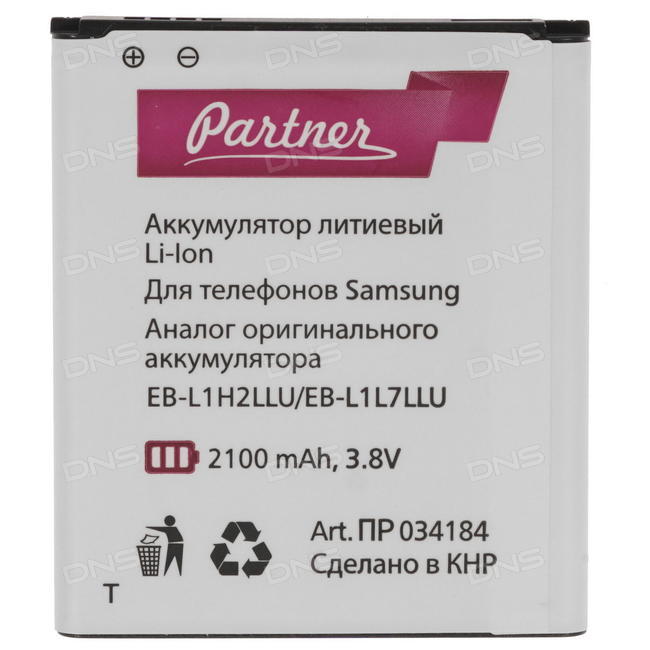 Partner
Аккумулятор литиевый
Li-Ion
Для телефонов Samsung
Аналог оригинального
аккумулятора
EB-L1H2LLU/EB-L1L7LLU
2100 mAh, 3.8V
Art. ПР 034184
Сделано в КНР
T
DNS